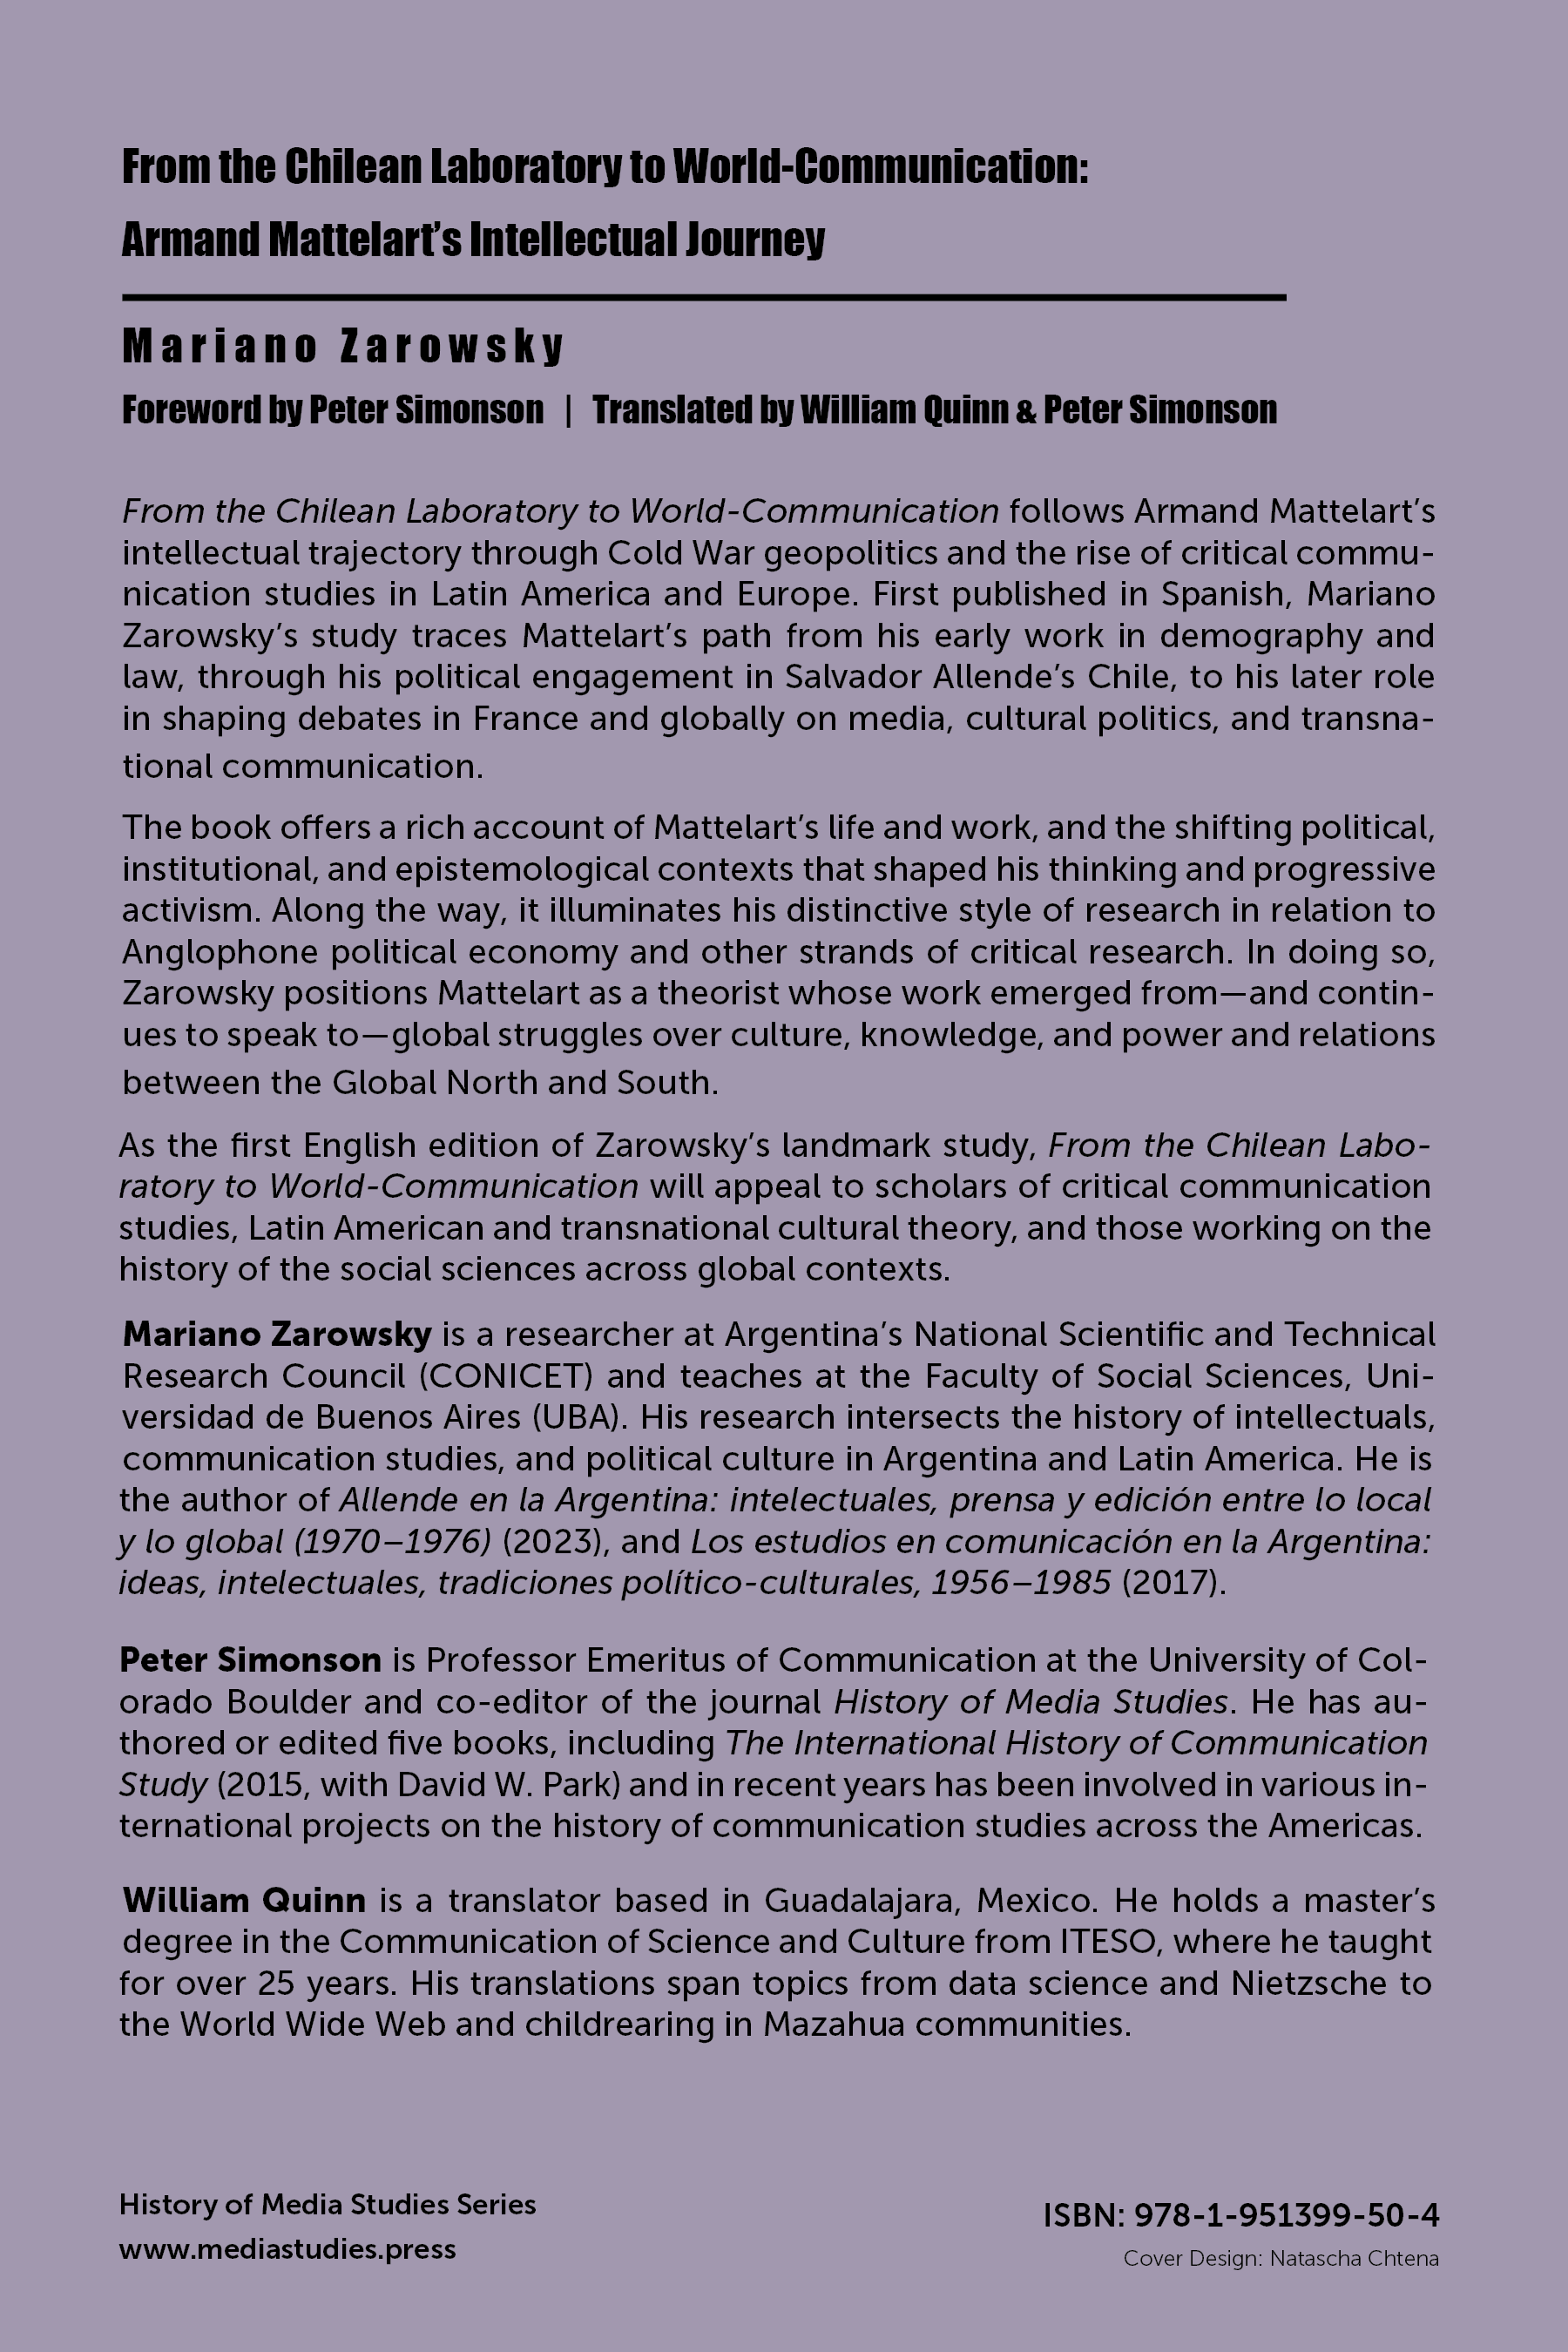 From the Chilean Laboratory to World-Communication:
Armand Mattelart’s Intellectual Journey
Mariano Zarowsky
Foreword by Peter Simonson | Translated by William Quinn & Peter Simonson
From the Chilean Laboratory to World-Communication follows Armand Mattelart’s
intellectual trajectory through Cold War geopolitics and the rise of critical commu-
nication studies in Latin America and Europe. First published in Spanish, Mariano
Zarowsky’s study traces Mattelart’s path from his early work in demography and
law, through his political engagement in Salvador Allende’s Chile, to his later role
in shaping debates in France and globally on media, cultural politics, and transna-
tional communication.
The book offers a rich account of Mattelart’s life and work, and the shifting political,
institutional, and epistemological contexts that shaped his thinking and progressive
activism. Along the way, it illuminates his distinctive style of research in relation to
Anglophone political economy and other strands of critical research. In doing so,
Zarowsky positions Mattelart as a theorist whose work emerged from—and contin-
ues to speak to—global struggles over culture, knowledge, and power and relations
between the Global North and South.
As the first English edition of Zarowsky’s landmark study, From the Chilean Labo-
ratory to World-Communication will appeal to scholars of critical communication
studies, Latin American and transnational cultural theory, and those working on the
history of the social sciences across global contexts.
Mariano Zarowsky is a researcher at Argentina’s National Scientific and Technical
Research Council (CONICET) and teaches at the Faculty of Social Sciences, Uni-
versidad de Buenos Aires (UBA). His research intersects the history of intellectuals,
communication studies, and political culture in Argentina and Latin America. He is
the author of Allende en la Argentina: intelectuales, prensa y edición entre lo local
y lo global (1970–1976) (2023), and Los estudios en comunicación en la Argentina:
ideas, intelectuales, tradiciones político-culturales, 1956–1985 (2017).
Peter Simonson is Professor Emeritus of Communication at the University of Col-
orado Boulder and co-editor of the journal History of Media Studies. He has au-
thored or edited five books, including The International History of Communication
Study (2015, with David W. Park) and in recent years has been involved in various in-
ternational projects on the history of communication studies across the Americas.
William Quinn is a translator based in Guadalajara, Mexico. He holds a master’s
degree in the Communication of Science and Culture from ITESO, where he taught
for over 25 years. His translations span topics from data science and Nietzsche to
the World Wide Web and childrearing in Mazahua communities.
History of Media Studies Series
www.mediastudies.press
ISBN: 978-1-951399-50-4
Cover Design: Natascha Chtena